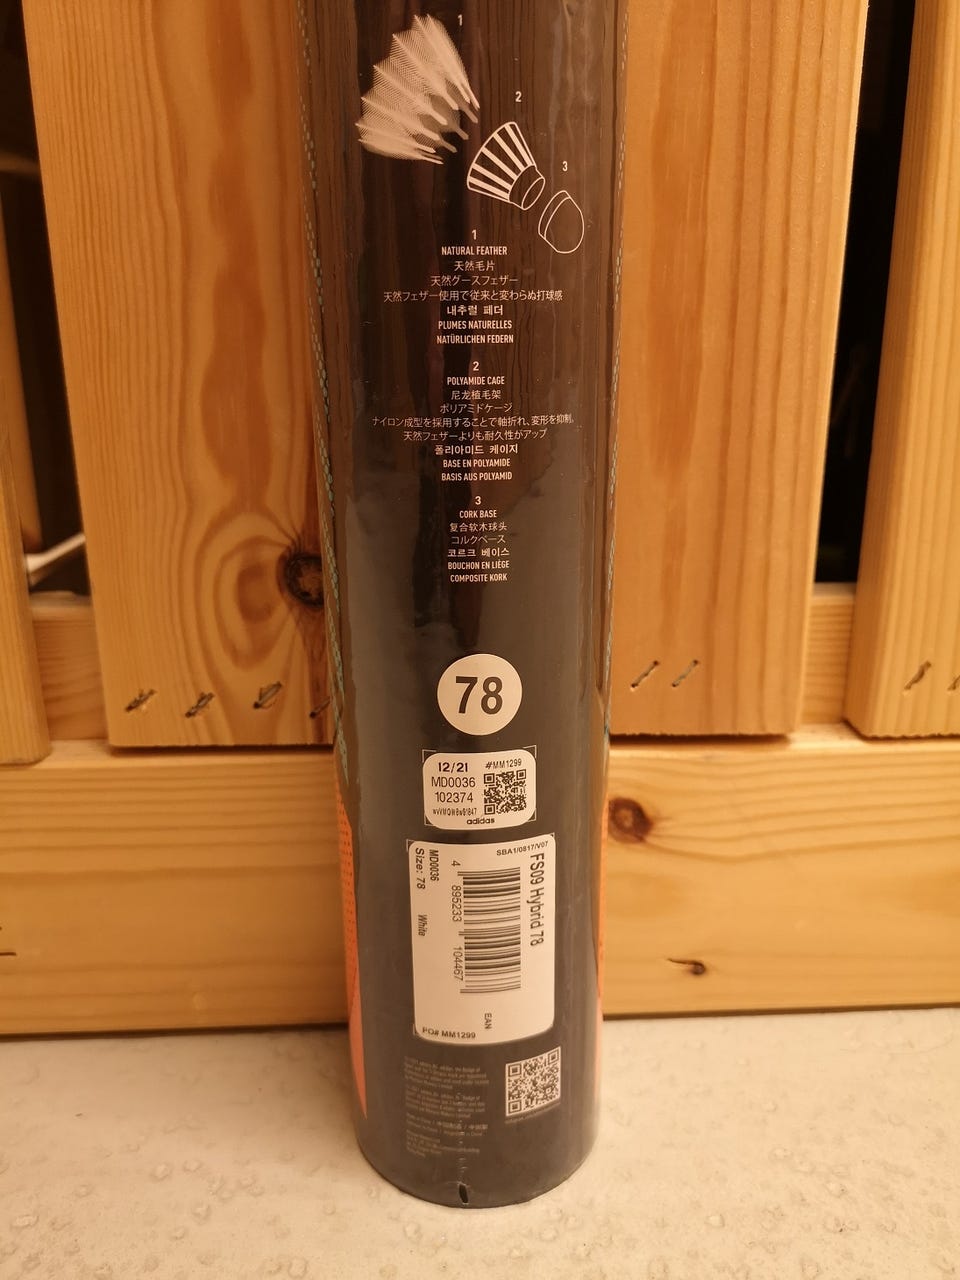 1
2
3
1
NATURAL FEATHER
天然毛片
天然グースフェザー
天然フェザー使用で従来と変わらぬ打球感
내추럴 페더
PLUMES NATURELLES
NATÜRLICHEN FEDERN
2
POLYAMIDE CAGE
尼龙植毛架
ポリアミドケージ
ナイロン成型を採用することで軸折れ、変形を抑制。
天然フェザーよりも耐久性がアップ
폴리아미드 케이지
BASE EN POLYAMIDE
BASIS AUS POLYAMID
3
CORK BASE
复合软木球头
コルクベース
코르크 베이스
BOUCHON EN LIÈGE
COMPOSITE KORK
78
12/21 #MM1299
MD0036
102374
adidas
SBA1/0817/V07
FS09 Hybrid 78
4 895233 104467
EAN
MD0036
Size: 78 White
PO# MM1299